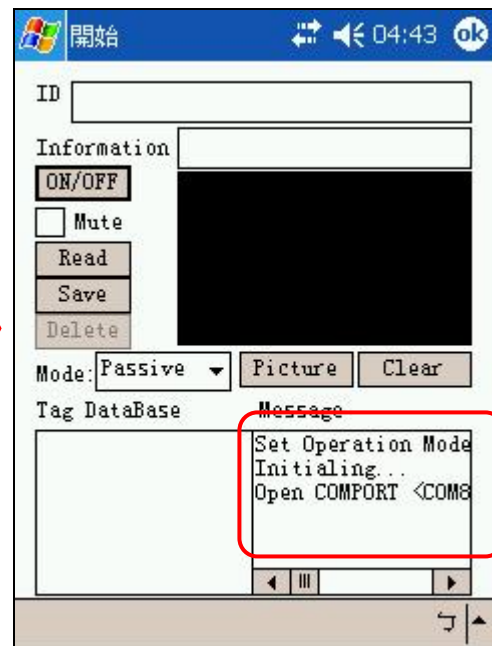 開始 04:43 ok
ID
Information
ON/OFF
Mute
Read
Save
Delete
Mode: Passive Picture Clear
Tag DataBase Message
Set Operation Mode
Initialing...
Open COMPORT <COM8
ㄅ